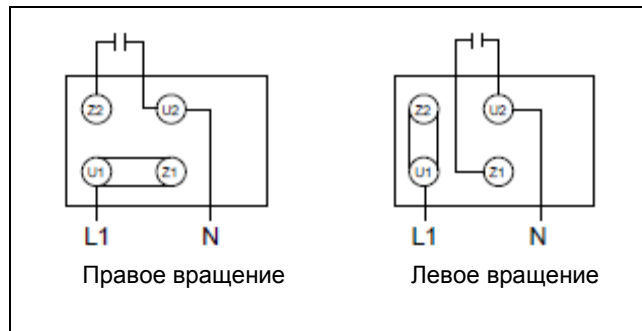 Z2 U2 Z2 U2
U1 Z1 U1 Z1
L1 N L1 N
Правое вращение Левое вращение